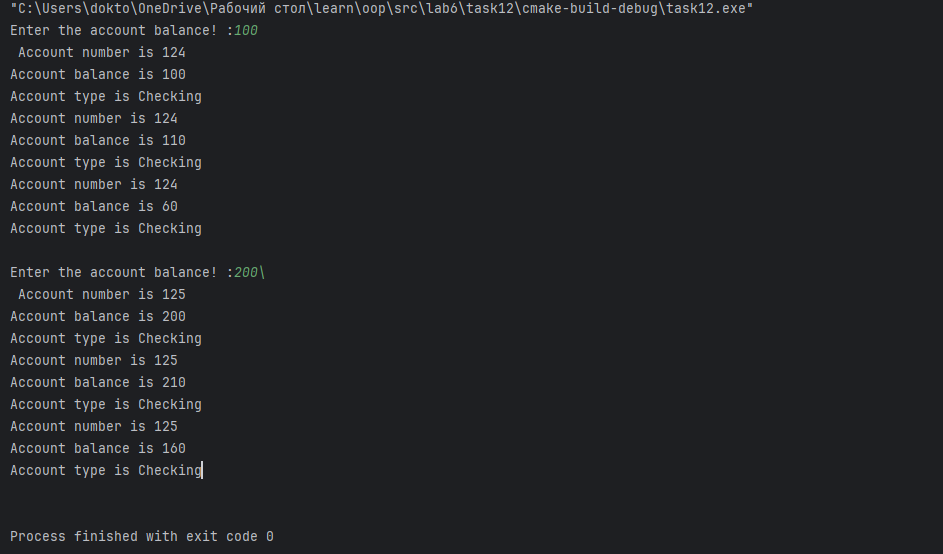 "C:\Users\dokto\OneDrive\Рабочий стол\learn\oop\src\lab6\task12\cmake-build-debug\task12.exe"
Enter the account balance! :100
 Account number is 124
Account balance is 100
Account type is Checking
Account number is 124
Account balance is 110
Account type is Checking
Account number is 124
Account balance is 60
Account type is Checking
Enter the account balance! :200\
 Account number is 125
Account balance is 200
Account type is Checking
Account number is 125
Account balance is 210
Account type is Checking
Account number is 125
Account balance is 160
Account type is Checking
Process finished with exit code 0